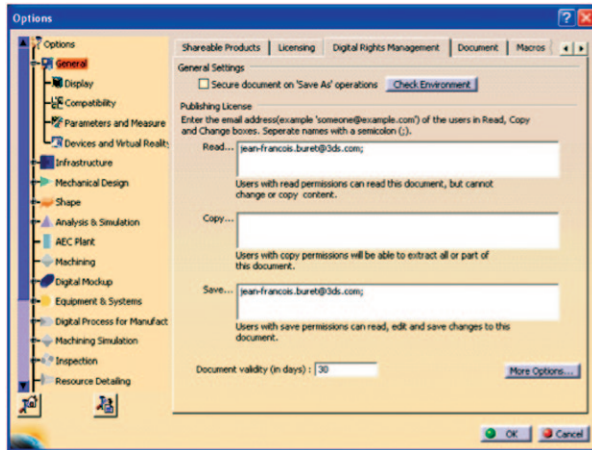 Options
Options
General
Display
Compatibility
Parameters and Measure
Devices and Virtual Reality
Infrastructure
Mechanical Design
Shape
Analysis & Simulation
AEC Plant
Machining
Digital Mockup
Equipment & Systems
Digital Process for Manufact
Machining Simulation
Inspection
Resource Detailing
Shareable Products
Licensing
Digital Rights Management
Document
Macros
General Settings
Secure document on 'Save As' operations
Check Environment
Publishing License
Enter the email address(example 'someone@example.com') of the users in Read, Copy
and Change boxes. Seperate names with a semicolon (;).
Read... jean-francois.buret@3ds.com;
Users with read permissions can read this document, but cannot
change or copy content.
Copy...
Users with copy permissions will be able to extract all or part of
this document.
Save... jean-francois.buret@3ds.com;
Users with save permissions can read, edit and save changes to this
document.
Document validity (in days) : 30
More Options...
OK
Cancel